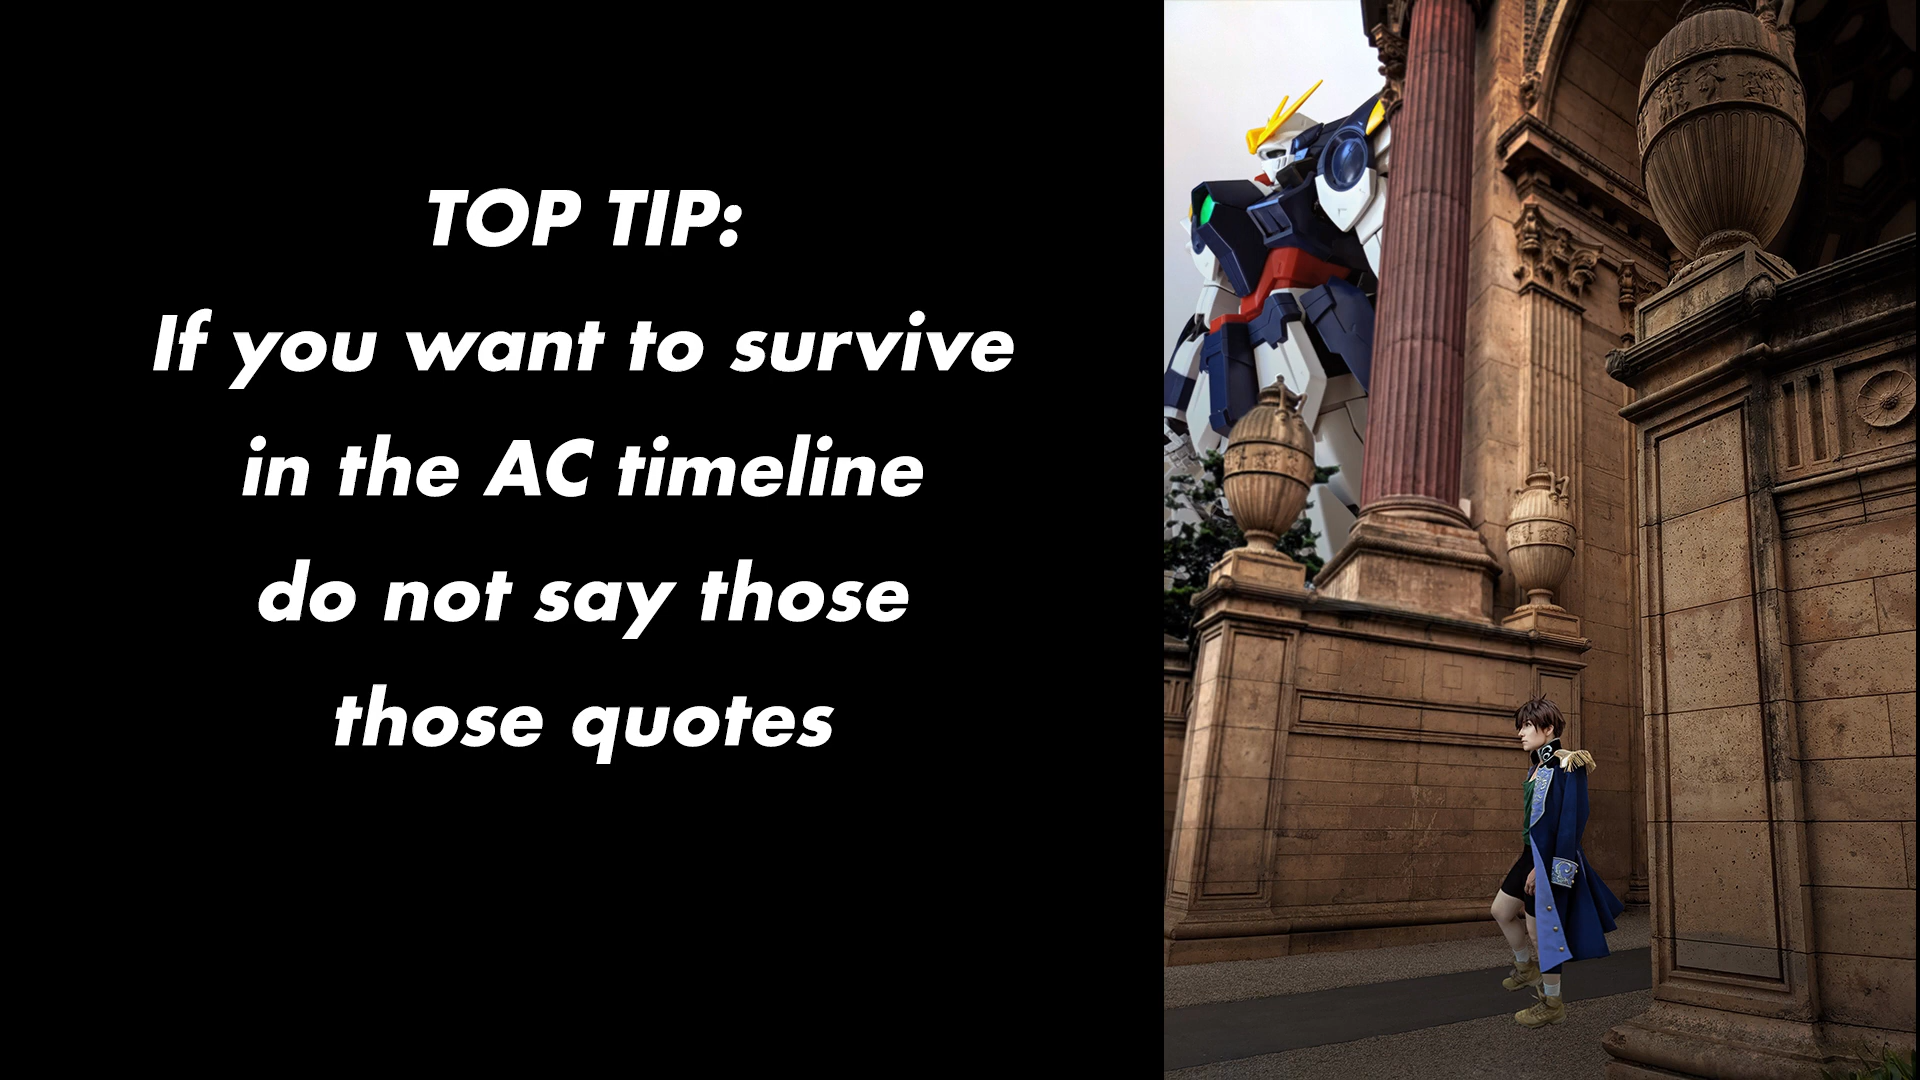 TOP TIP:
If you want to survive
in the AC timeline
do not say those
those quotes